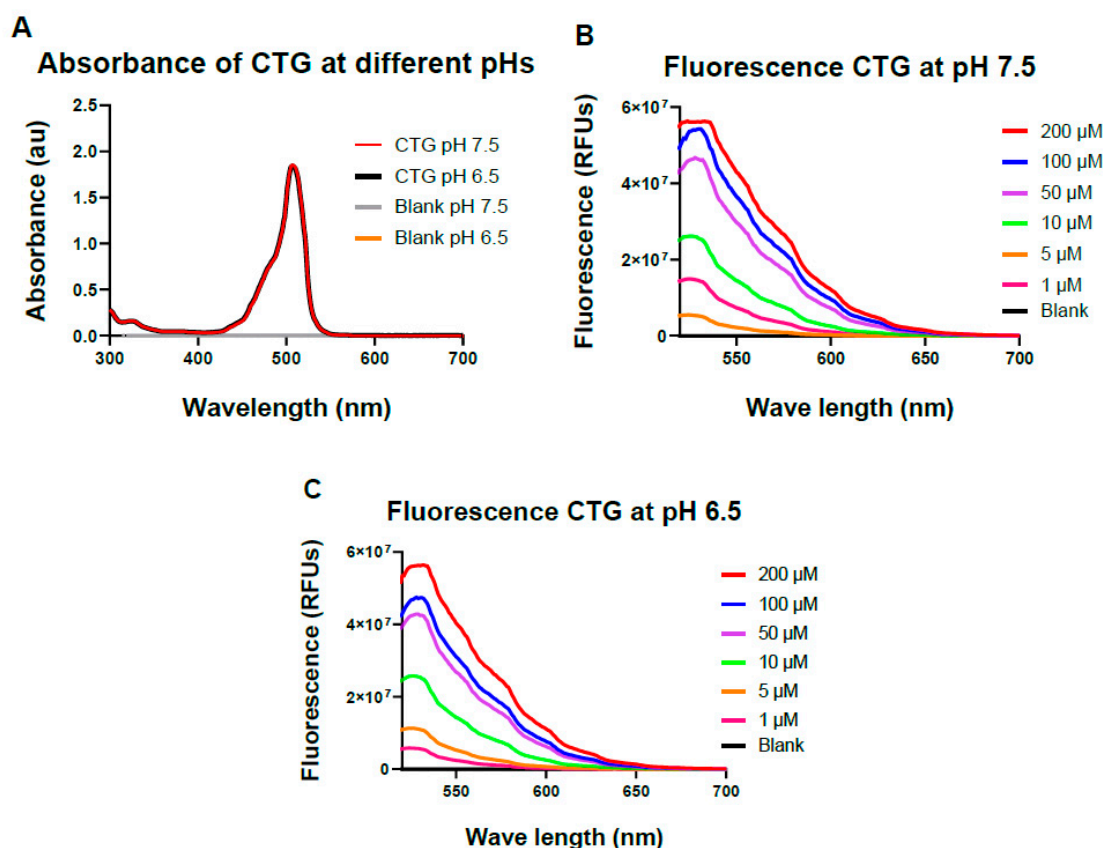 A
Absorbance of CTG at different pHs
Absorbance (au)
2.5
2.0
1.5
1.0
0.5
0.0
300
400
500
600
700
Wavelength (nm)
CTG pH 7.5
CTG pH 6.5
Blank pH 7.5
Blank pH 6.5
B
Fluorescence CTG at pH 7.5
Fluorescence (RFUs)
6×10⁷
4×10⁷
2×10⁷
0
550
600
650
700
Wave length (nm)
200 µM
100 µM
50 µM
10 µM
5 µM
1 µM
Blank
C
Fluorescence CTG at pH 6.5
Fluorescence (RFUs)
6×10⁷
4×10⁷
2×10⁷
0
550
600
650
700
Wave length (nm)
200 µM
100 µM
50 µM
10 µM
5 µM
1 µM
Blank